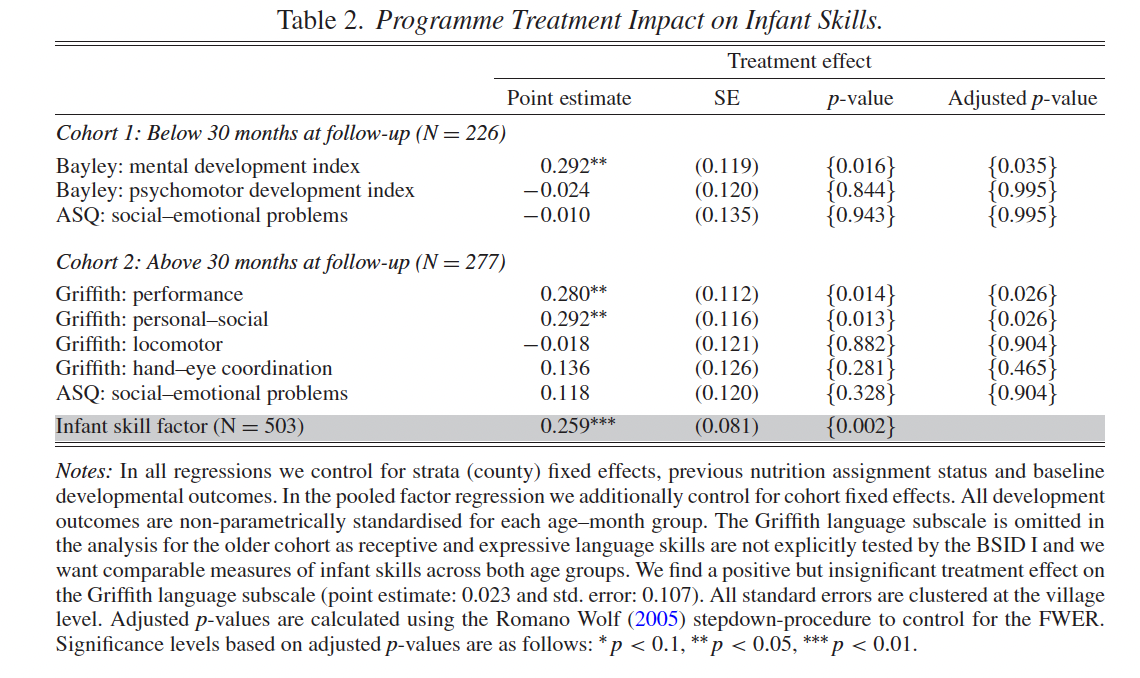 Table 2. Programme Treatment Impact on Infant Skills.
Treatment effect
Point estimate SE p-value Adjusted p-value
Cohort 1: Below 30 months at follow-up (N = 226)
Bayley: mental development index 0.292** (0.119) {0.016} {0.035}
Bayley: psychomotor development index −0.024 (0.120) {0.844} {0.995}
ASQ: social–emotional problems −0.010 (0.135) {0.943} {0.995}
Cohort 2: Above 30 months at follow-up (N = 277)
Griffith: performance 0.280** (0.112) {0.014} {0.026}
Griffith: personal–social 0.292** (0.116) {0.013} {0.026}
Griffith: locomotor −0.018 (0.121) {0.882} {0.904}
Griffith: hand–eye coordination 0.136 (0.126) {0.281} {0.465}
ASQ: social–emotional problems 0.118 (0.120) {0.328} {0.904}
Infant skill factor (N = 503) 0.259*** (0.081) {0.002}
Notes: In all regressions we control for strata (county) fixed effects, previous nutrition assignment status and baseline
developmental outcomes. In the pooled factor regression we additionally control for cohort fixed effects. All development
outcomes are non-parametrically standardised for each age–month group. The Griffith language subscale is omitted in
the analysis for the older cohort as receptive and expressive language skills are not explicitly tested by the BSID I and we
want comparable measures of infant skills across both age groups. We find a positive but insignificant treatment effect on
the Griffith language subscale (point estimate: 0.023 and std. error: 0.107). All standard errors are clustered at the village
level. Adjusted p-values are calculated using the Romano Wolf (2005) stepdown-procedure to control for the FWER.
Significance levels based on adjusted p-values are as follows: *p < 0.1, **p < 0.05, ***p < 0.01.